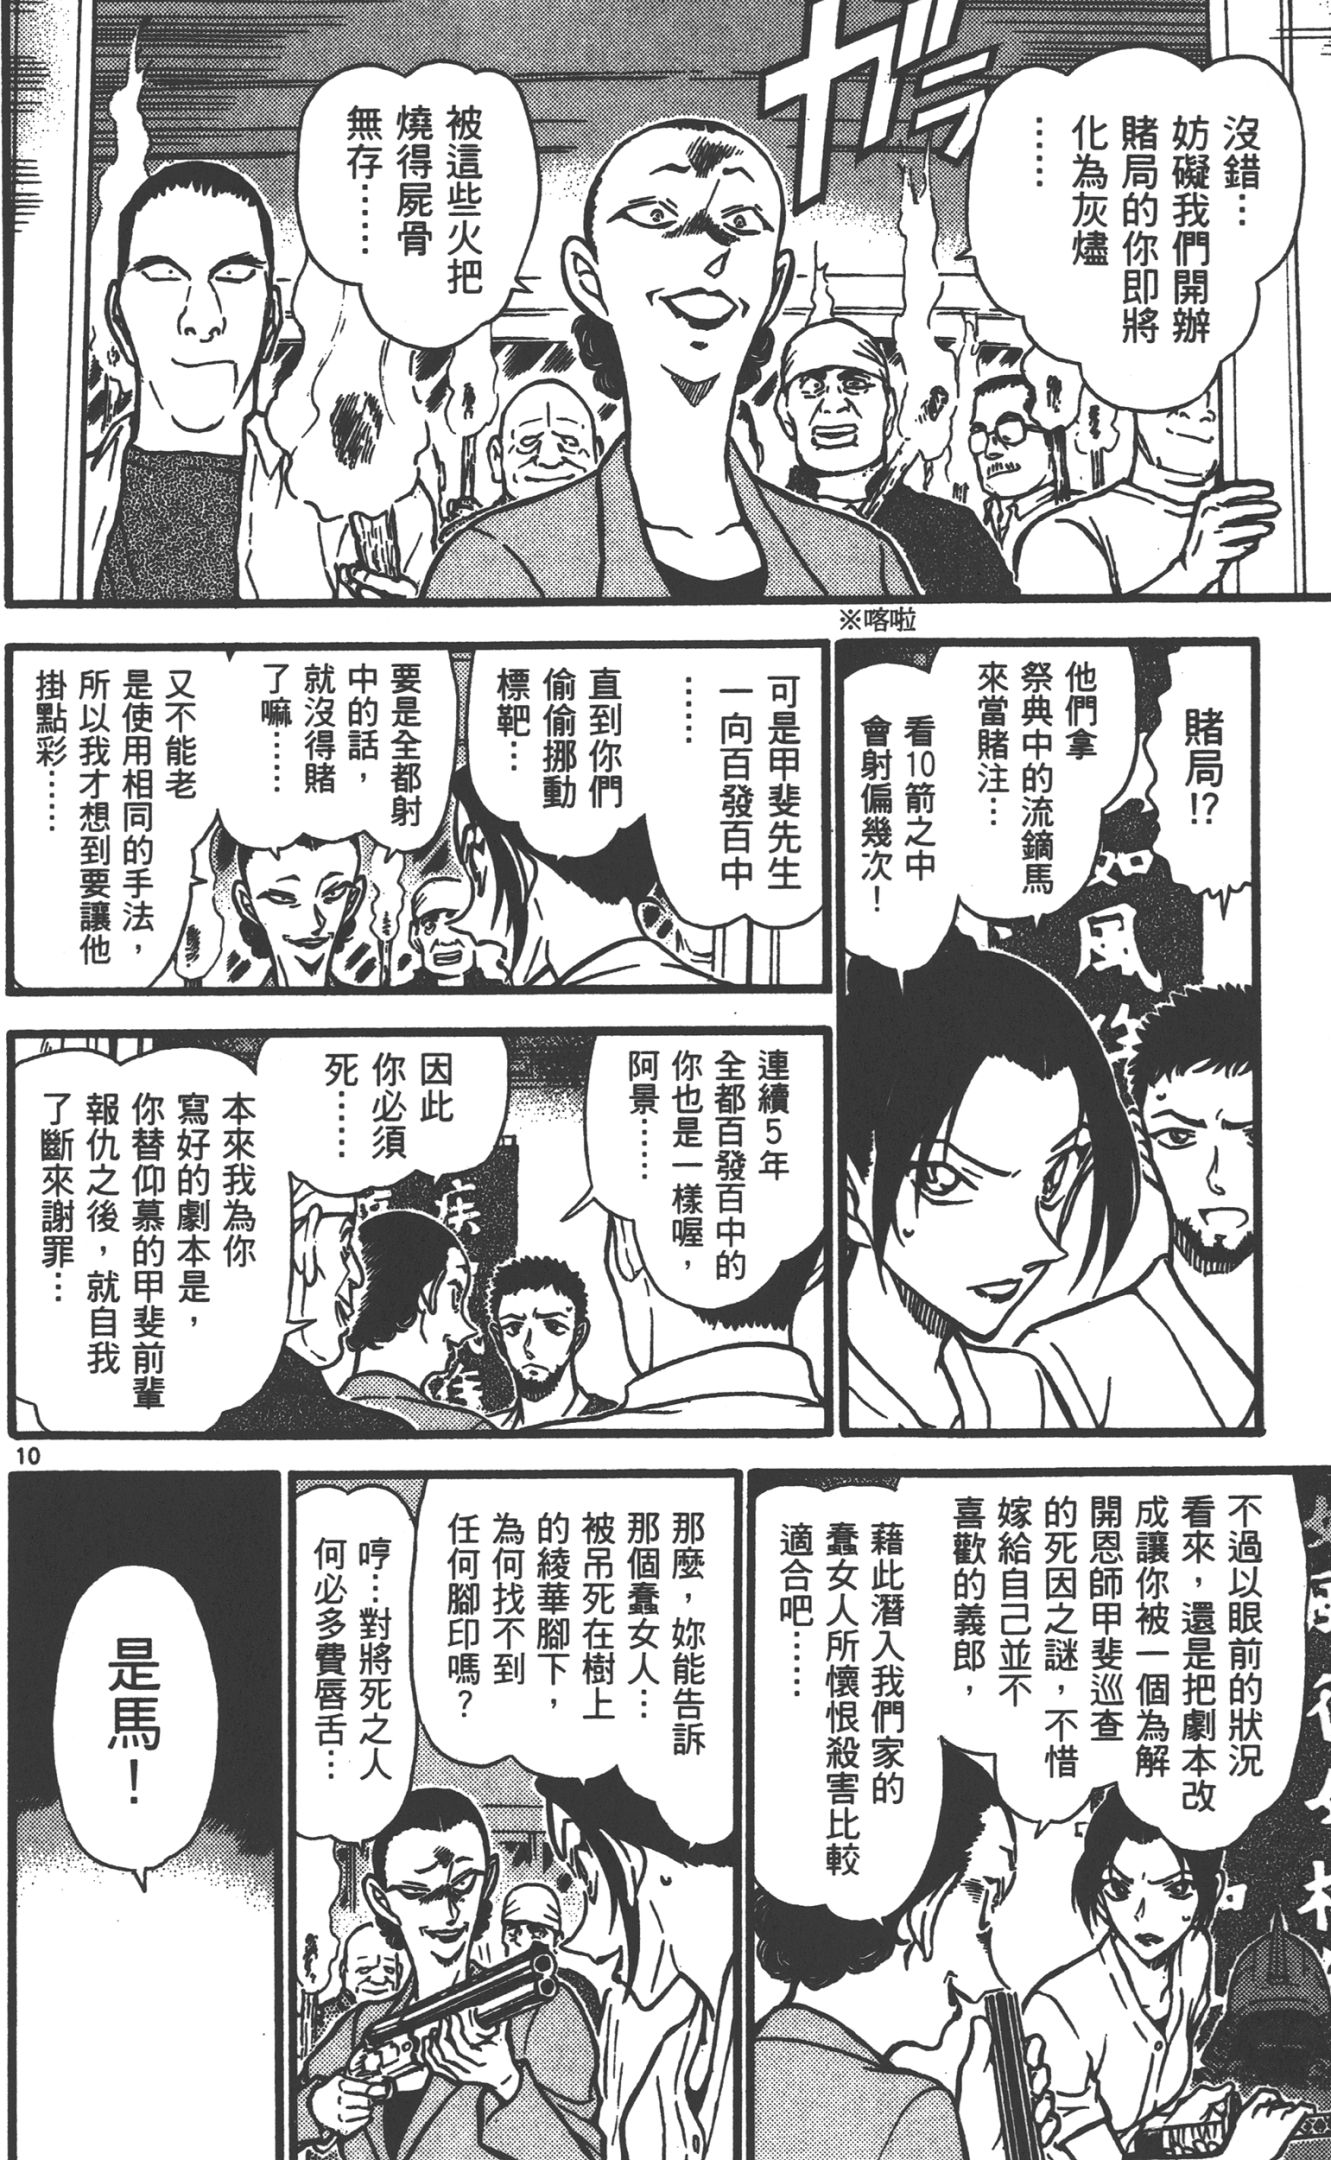 沒錯…
妨礙我們開辦
賭局的你即將
化為灰燼
……
ガラ
被這些火把
燒得屍骨
無存……
※喀啦
賭局!?
他們拿
祭典中的流鏑馬
來當賭注…
看10箭之中
會射偏幾次！
可是甲斐先生
一向百發百中
……
直到你們
偷偷挪動
標靶…
要是全都射
中的話，
就沒得賭
了嘛……
又不能老
是使用相同的手法，
所以我才想到要讓他
掛點彩……
連續5年
全都百發百中的
你也是一樣喔，
阿景……
因此
你必須
死……
本來我為你
寫好的劇本是，
你替仰慕的甲斐前輩
報仇之後，就自我
了斷來謝罪…
10
不過以眼前的狀況
看來，還是把劇本改
成讓你被一個為解
開恩師甲斐巡查
的死因之謎，不惜
嫁給自己並不
喜歡的義郎，
藉此潛入我們家的
蠢女人所懷恨殺害比較
適合吧……
那麼，妳能告訴
那個蠢女人…
被吊死在樹上
的綾華腳下，
為何找不到
任何腳印嗎？
哼…對將死之人
何必多費唇舌…
是馬！